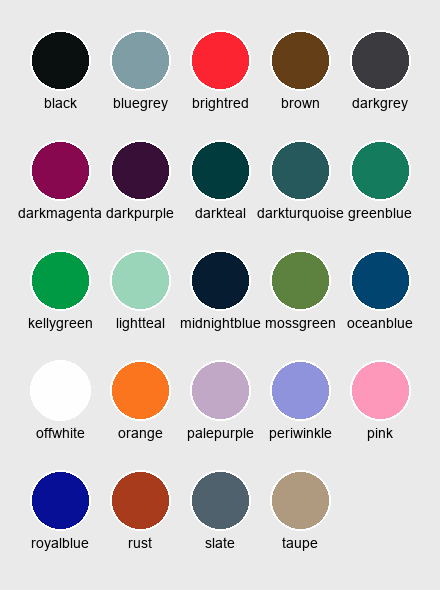 black bluegrey brightred brown darkgrey
darkmagenta darkpurple darkteal darkturquoise greenblue
kellygreen lightteal midnightblue mossgreen oceanblue
offwhite orange palepurple periwinkle pink
royalblue rust slate taupe